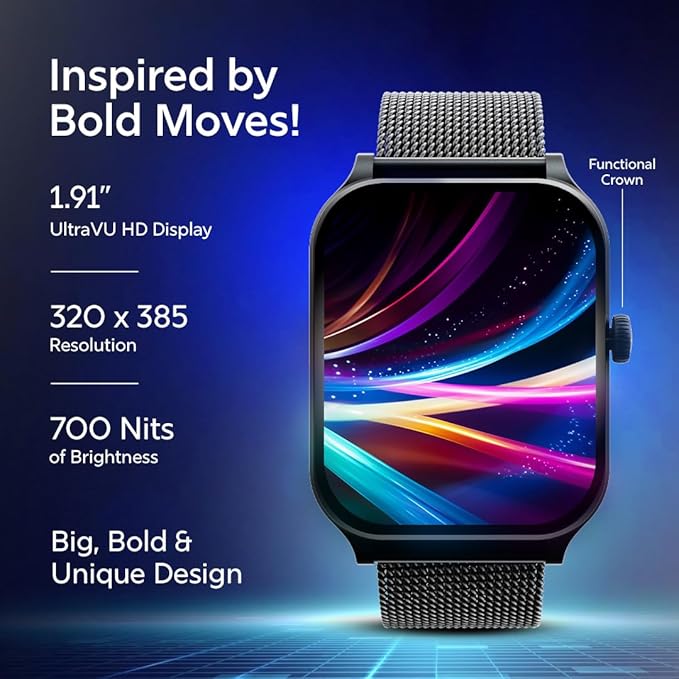 Inspired by
Bold Moves!
1.91”
UltraVU HD Display
320 x 385
Resolution
700 Nits
of Brightness
Big, Bold &
Unique Design
Functional
Crown